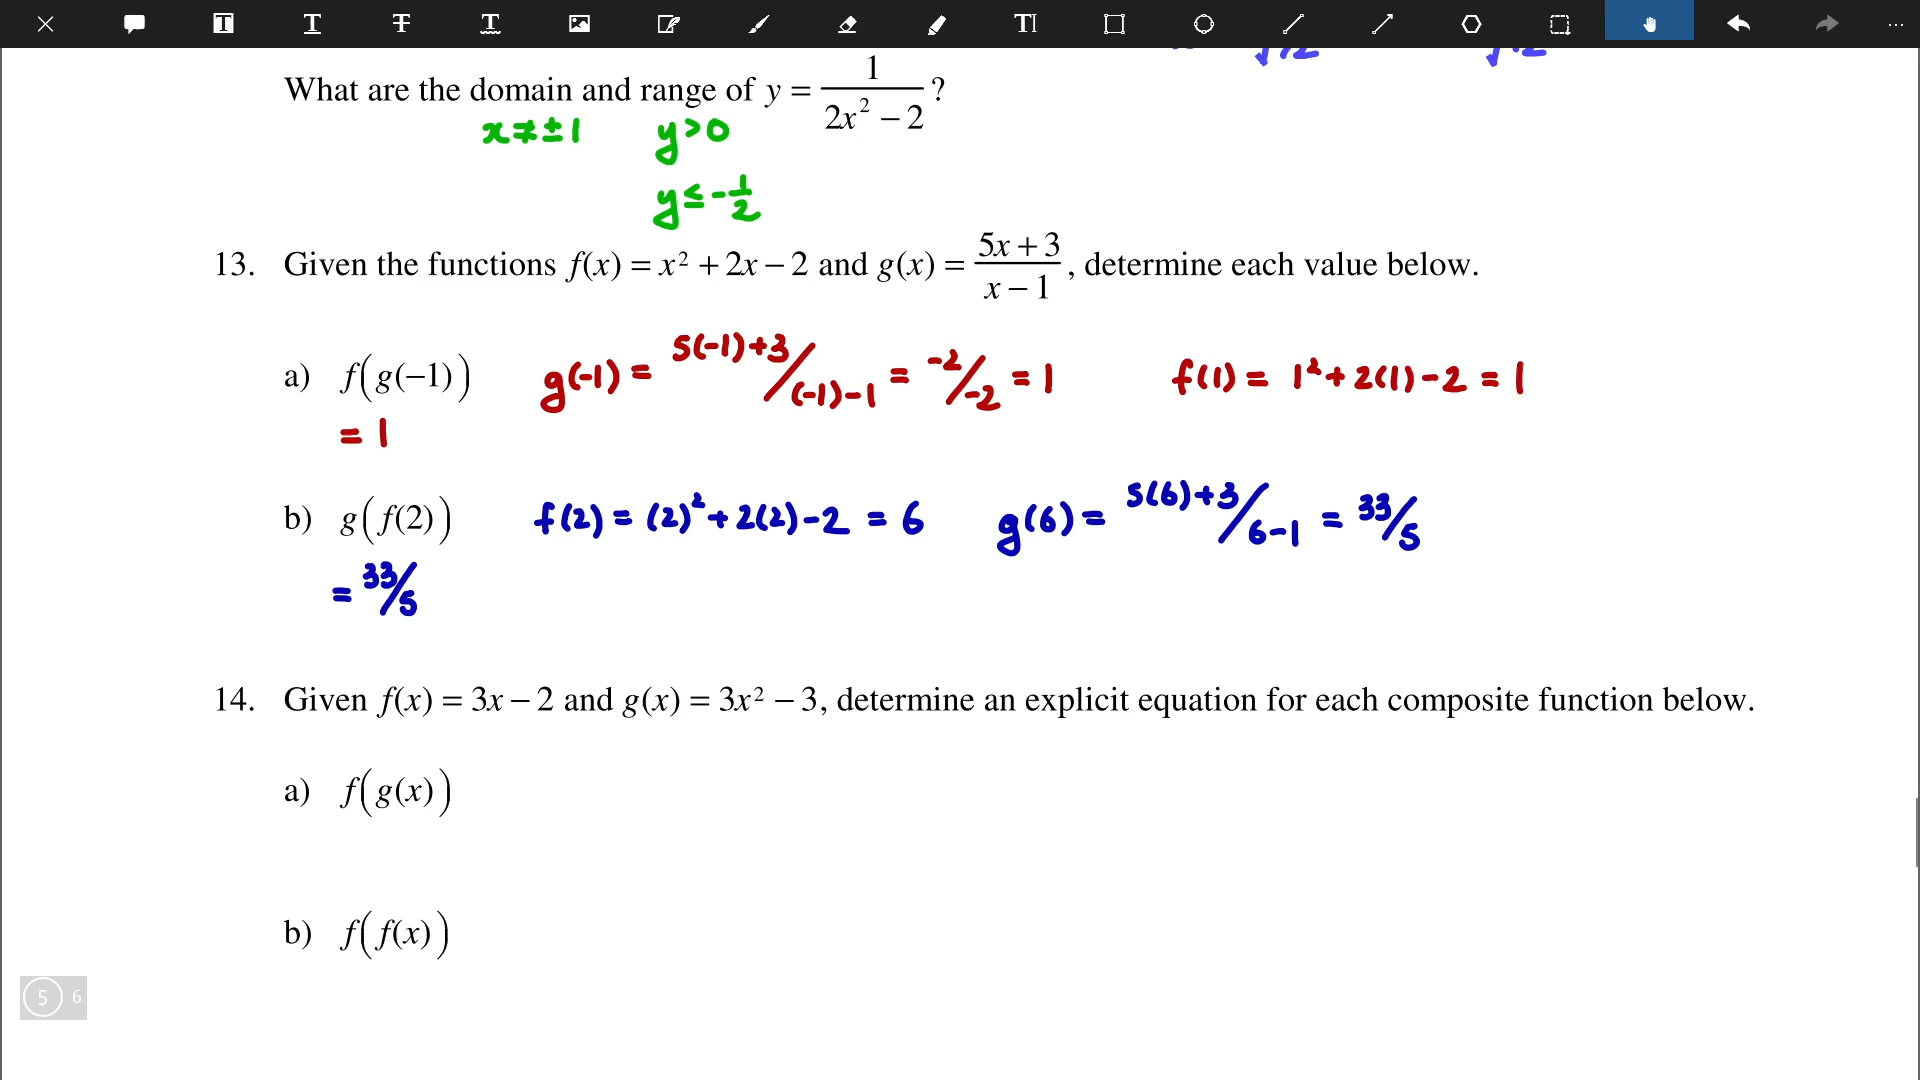 What are the domain and range of y = 1/(2x² − 2) ?
x ≠ ± 1 y > 0
y ≤ -1/2
13. Given the functions f(x) = x² + 2x − 2 and g(x) = (5x + 3)/(x − 1), determine each value below.
a) f(g(−1)) g(-1) = 5(-1)+3/(-1)-1 = -2/-2 = 1 f(1) = 1² + 2(1) - 2 = 1
= 1
b) g(f(2)) f(2) = (2)² + 2(2) - 2 = 6 g(6) = 5(6)+3/6-1 = 33/5
= 33/5
14. Given f(x) = 3x − 2 and g(x) = 3x² − 3, determine an explicit equation for each composite function below.
a) f(g(x))
b) f(f(x))
5 6